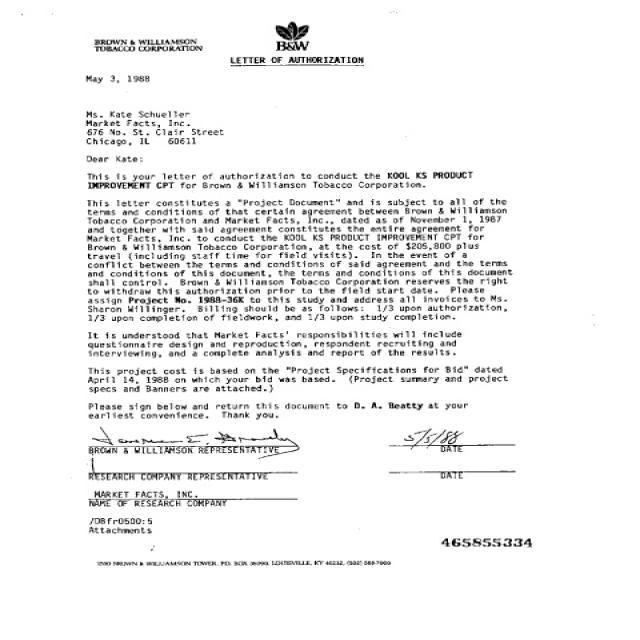 BROWN & WILLIAMSON
TOBACCO CORPORATION
B&W
LETTER OF AUTHORIZATION
May 3, 1988
Ms. Kate Schueller
Market Facts, Inc.
676 No. St. Clair Street
Chicago, IL 60611
Dear Kate:
This is your letter of authorization to conduct the KOOL KS PRODUCT
IMPROVEMENT CPT for Brown & Williamson Tobacco Corporation.
This letter constitutes a "Project Document" and is subject to all of the
terms and conditions of that certain agreement between Brown & Williamson
Tobacco Corporation and Market Facts, Inc., dated as of November 1, 1987
and together with said agreement constitutes the entire agreement for
Market Facts, Inc. to conduct the KOOL KS PRODUCT IMPROVEMENT CPT for
Brown & Williamson Tobacco Corporation, at the cost of $205,800 plus
travel (including staff time for field visits). In the event of a
conflict between the terms and conditions of said agreement and the terms
and conditions of this document, the terms and conditions of this document
shall control. Brown & Williamson Tobacco Corporation reserves the right
to withdraw this authorization prior to the field start date. Please
assign Project No. 1988-36K to this study and address all invoices to Ms.
Sharon Willinger. Billing should be as follows: 1/3 upon authorization,
1/3 upon completion of fieldwork, and 1/3 upon study completion.
It is understood that Market Facts' responsibilities will include
questionnaire design and reproduction, respondent recruiting and
interviewing, and a complete analysis and report of the results.
This project cost is based on the "Project Specifications for Bid" dated
April 14, 1988 on which your bid was based. (Project summary and project
specs and Banners are attached.)
Please sign below and return this document to D. A. Beatty at your
earliest convenience. Thank you.
5/5/88
BROWN & WILLIAMSON REPRESENTATIVE DATE
RESEARCH COMPANY REPRESENTATIVE DATE
MARKET FACTS, INC.
NAME OF RESEARCH COMPANY
/DBfr0500:5
Attachments
465855334
1500 BROWN & WILLIAMSON TOWER, P.O. BOX 35090, LOUISVILLE, KY 40232, (502) 568-7000